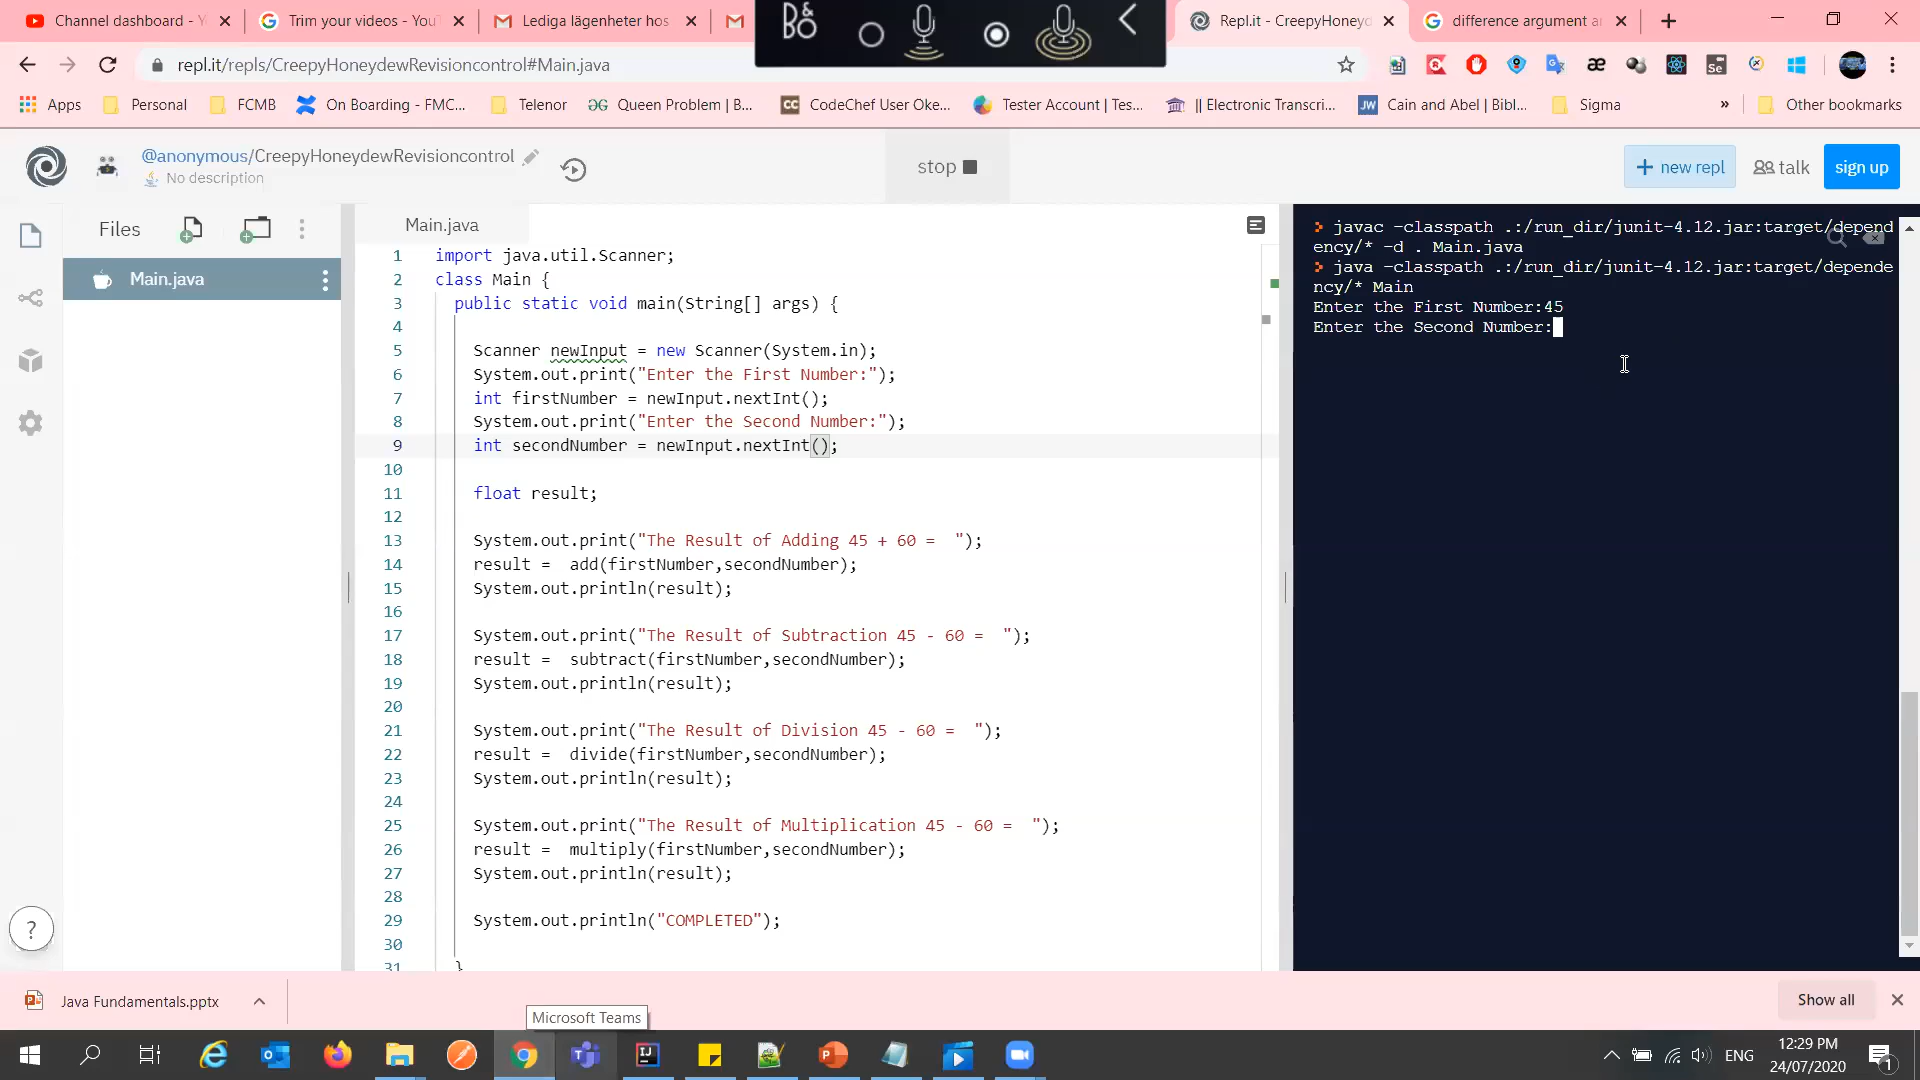 Channel dashboard - Y
Trim your videos - YouT
Lediga lägenheter hos
BO
Repl.it - CreepyHoneyd
difference argument a
repl.it/repls/CreepyHoneydewRevisioncontrol#Main.java
Apps
Personal
FCMB
On Boarding - FMC...
Telenor
Queen Problem | B...
CodeChef User Oke...
Tester Account | Tes...
|| Electronic Transcri...
Cain and Abel | Bibl...
Sigma
»
Other bookmarks
@anonymous/CreepyHoneydewRevisioncontrol
No description
stop
+ new repl
talk
sign up
Files
Main.java
Main.java
1 import java.util.Scanner;
2 class Main {
3 public static void main(String[] args) {
4
5 Scanner newInput = new Scanner(System.in);
6 System.out.print("Enter the First Number:");
7 int firstNumber = newInput.nextInt();
8 System.out.print("Enter the Second Number:");
9 int secondNumber = newInput.nextInt();
10
11 float result;
12
13 System.out.print("The Result of Adding 45 + 60 =  ");
14 result =  add(firstNumber,secondNumber);
15 System.out.println(result);
16
17 System.out.print("The Result of Subtraction 45 - 60 =  ");
18 result =  subtract(firstNumber,secondNumber);
19 System.out.println(result);
20
21 System.out.print("The Result of Division 45 - 60 =  ");
22 result =  divide(firstNumber,secondNumber);
23 System.out.println(result);
24
25 System.out.print("The Result of Multiplication 45 - 60 =  ");
26 result =  multiply(firstNumber,secondNumber);
27 System.out.println(result);
28
29 System.out.println("COMPLETED");
30
31 }
> javac -classpath .:/run_dir/junit-4.12.jar:target/depend
ency/* -d . Main.java
> java -classpath .:/run_dir/junit-4.12.jar:target/depende
ncy/* Main
Enter the First Number:45
Enter the Second Number:
?
Java Fundamentals.pptx
Show all
Microsoft Teams
ENG
12:29 PM
24/07/2020
1